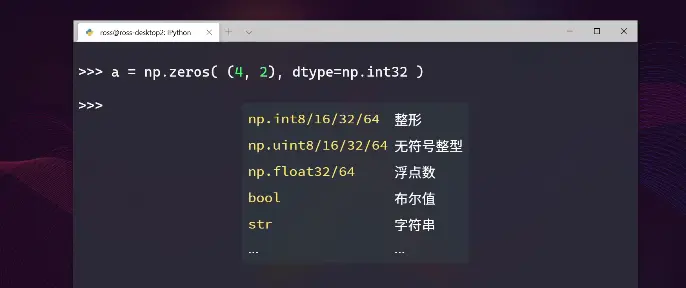 ross@ross-desktop2: IPython
>>> a = np.zeros( (4, 2), dtype=np.int32 )
>>>
np.int8/16/32/64 整形
np.uint8/16/32/64 无符号整型
np.float32/64 浮点数
bool 布尔值
str 字符串
... ...